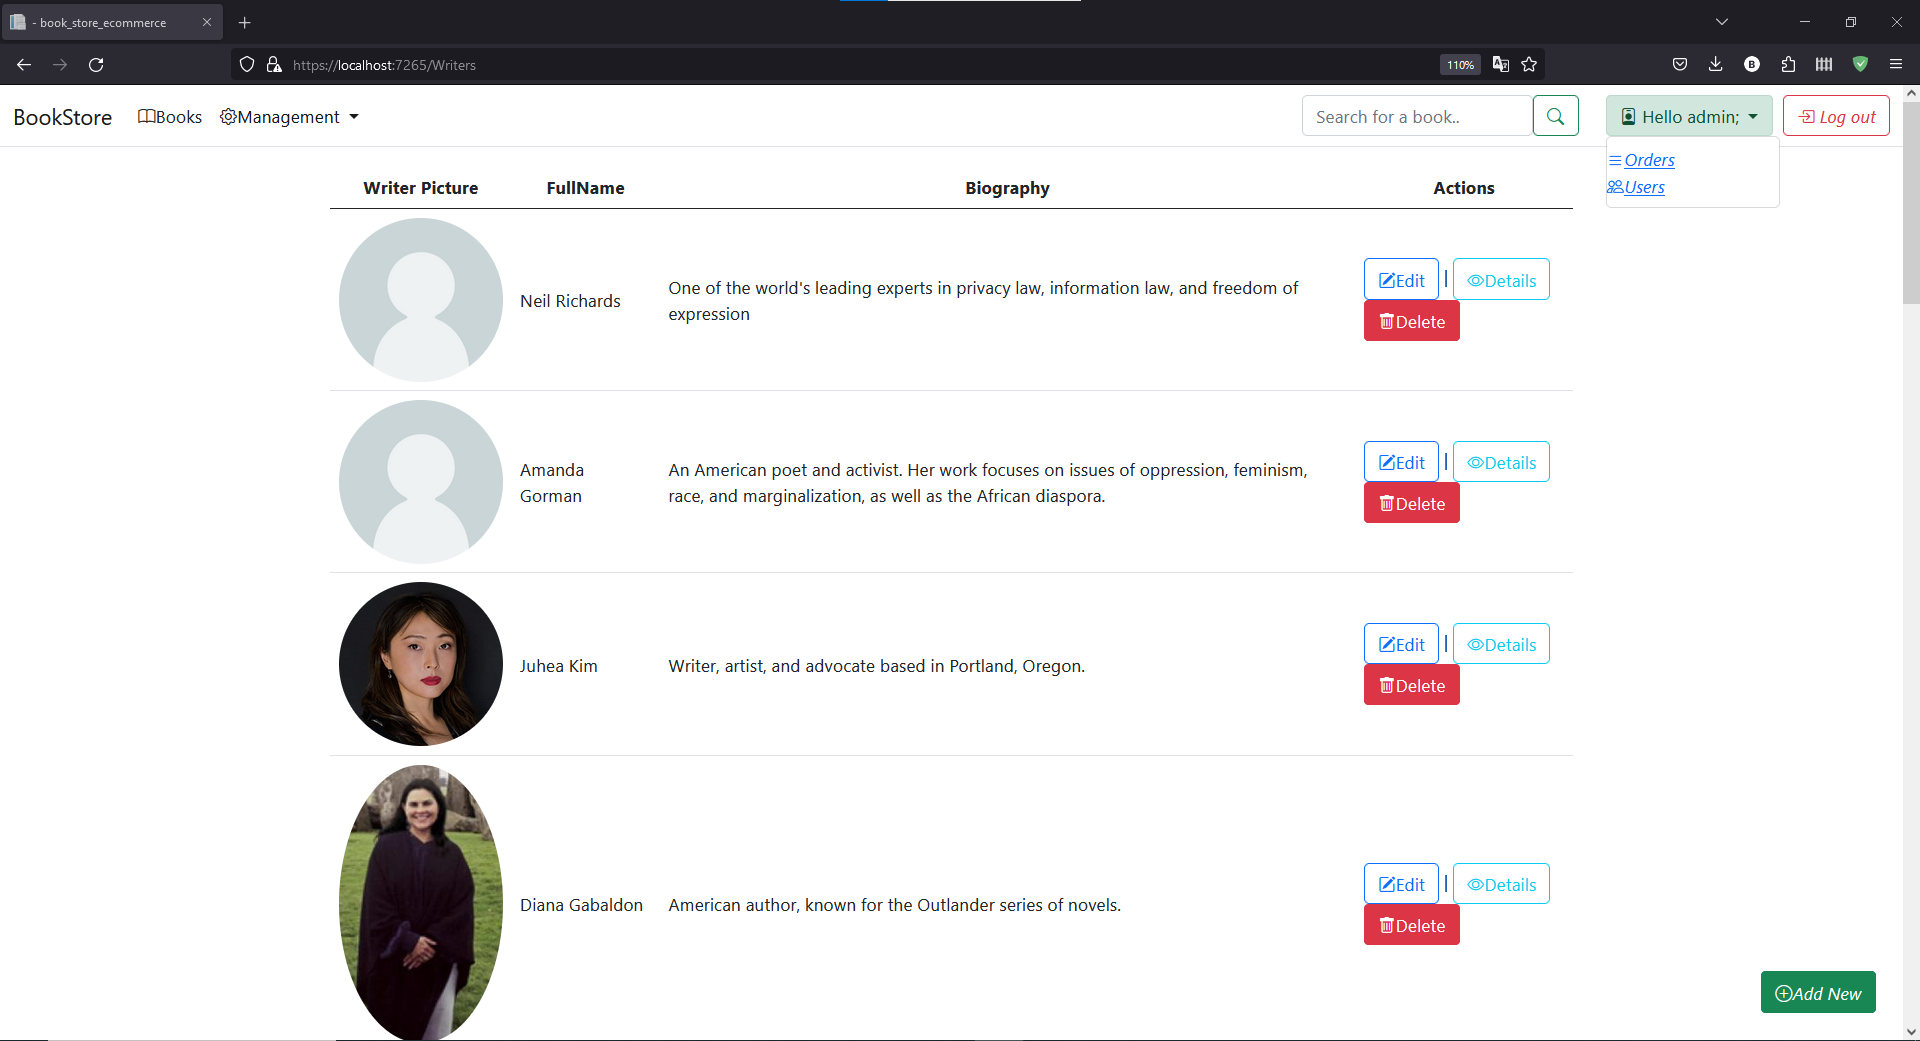 - book_store_ecommerce
https://localhost:7265/Writers
110%
BookStore
Books
Management
Search for a book..
Hello admin;
Log out
Orders
Users
Writer Picture FullName Biography Actions
Neil Richards
One of the world's leading experts in privacy law, information law, and freedom of
expression
Edit | Details
Delete
Amanda
Gorman
An American poet and activist. Her work focuses on issues of oppression, feminism,
race, and marginalization, as well as the African diaspora.
Edit | Details
Delete
Juhea Kim
Writer, artist, and advocate based in Portland, Oregon.
Edit | Details
Delete
Diana Gabaldon
American author, known for the Outlander series of novels.
Edit | Details
Delete
Add New